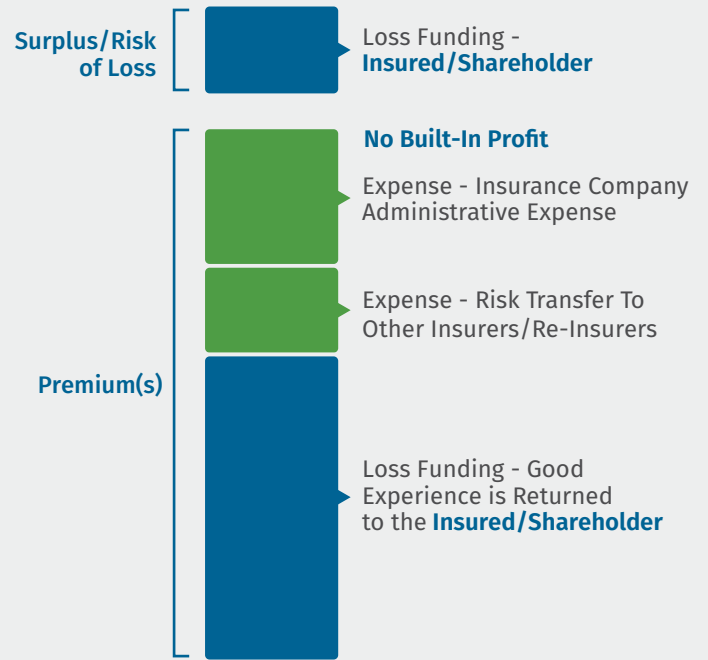 Surplus/Risk
of Loss
Loss Funding -
Insured/Shareholder
No Built-In Profit
Expense - Insurance Company
Administrative Expense
Expense - Risk Transfer To
Other Insurers/Re-Insurers
Premium(s)
Loss Funding - Good
Experience is Returned
to the Insured/Shareholder